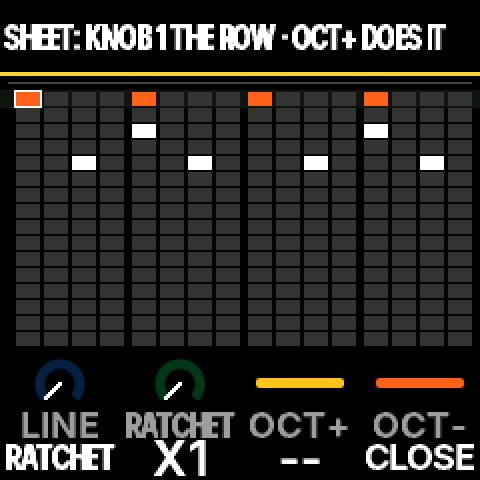 SHEET: KNOB 1 THE ROW - OCT+ DOES IT
LINE RATCHET OCT+ OCT-
RATCHET X1 -- CLOSE